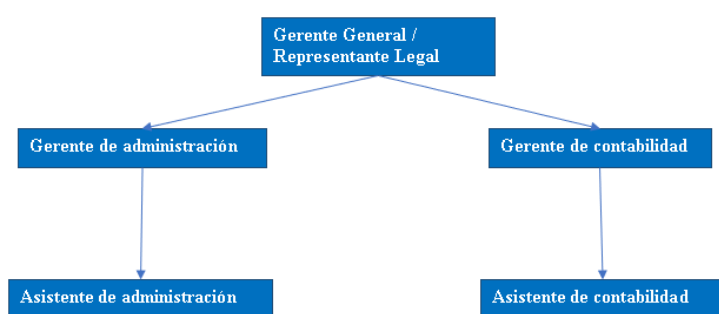 Gerente General /
Representante Legal
Gerente de administración
Gerente de contabilidad
Asistente de administración
Asistente de contabilidad